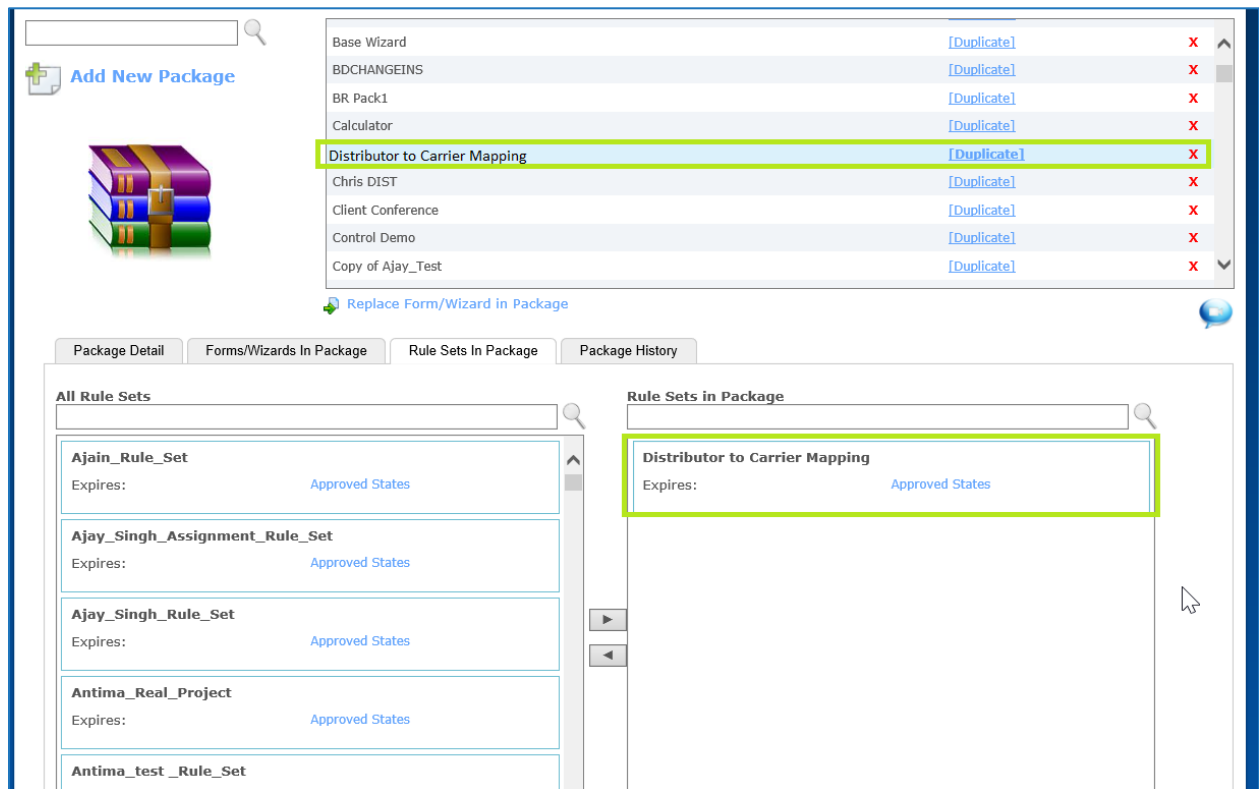 Base Wizard [Duplicate] X
Add New Package
BDCHANGEINS [Duplicate] X
BR Pack1 [Duplicate] X
Calculator [Duplicate] X
Distributor to Carrier Mapping [Duplicate] X
Chris DIST [Duplicate] X
Client Conference [Duplicate] X
Control Demo [Duplicate] X
Copy of Ajay_Test [Duplicate] X
Replace Form/Wizard in Package
Package Detail Forms/Wizards In Package Rule Sets In Package Package History
All Rule Sets
Ajain_Rule_Set
Expires: Approved States
Ajay_Singh_Assignment_Rule_Set
Expires: Approved States
Ajay_Singh_Rule_Set
Expires: Approved States
Antima_Real_Project
Expires: Approved States
Antima_test _Rule_Set
Rule Sets in Package
Distributor to Carrier Mapping
Expires: Approved States